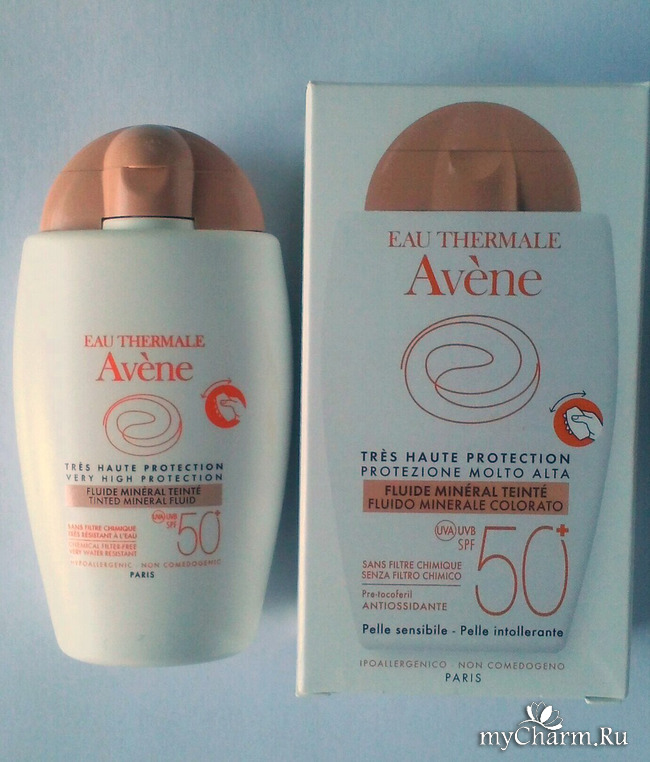 EAU THERMALE
Avène
TRÈS HAUTE PROTECTION
VERY HIGH PROTECTION
FLUIDE MINÉRAL TEINTÉ
TINTED MINERAL FLUID
SANS FILTRE CHIMIQUE
TRÈS RÉSISTANT À L'EAU
CHEMICAL FILTER-FREE
VERY WATER RESISTANT
UVA UVB
SPF
50+
HYPOALLERGENIC - NON COMEDOGENIC
PARIS
EAU THERMALE
Avène
TRÈS HAUTE PROTECTION
PROTEZIONE MOLTO ALTA
FLUIDE MINÉRAL TEINTÉ
FLUIDO MINERALE COLORATO
UVA UVB
SPF
50+
SANS FILTRE CHIMIQUE
SENZA FILTRO CHIMICO
Pre-tocoferil
ANTIOSSIDANTE
Pelle sensibile - Pelle intollerante
IPOALLERGENICO - NON COMEDOGENO
PARIS
myCharm.Ru